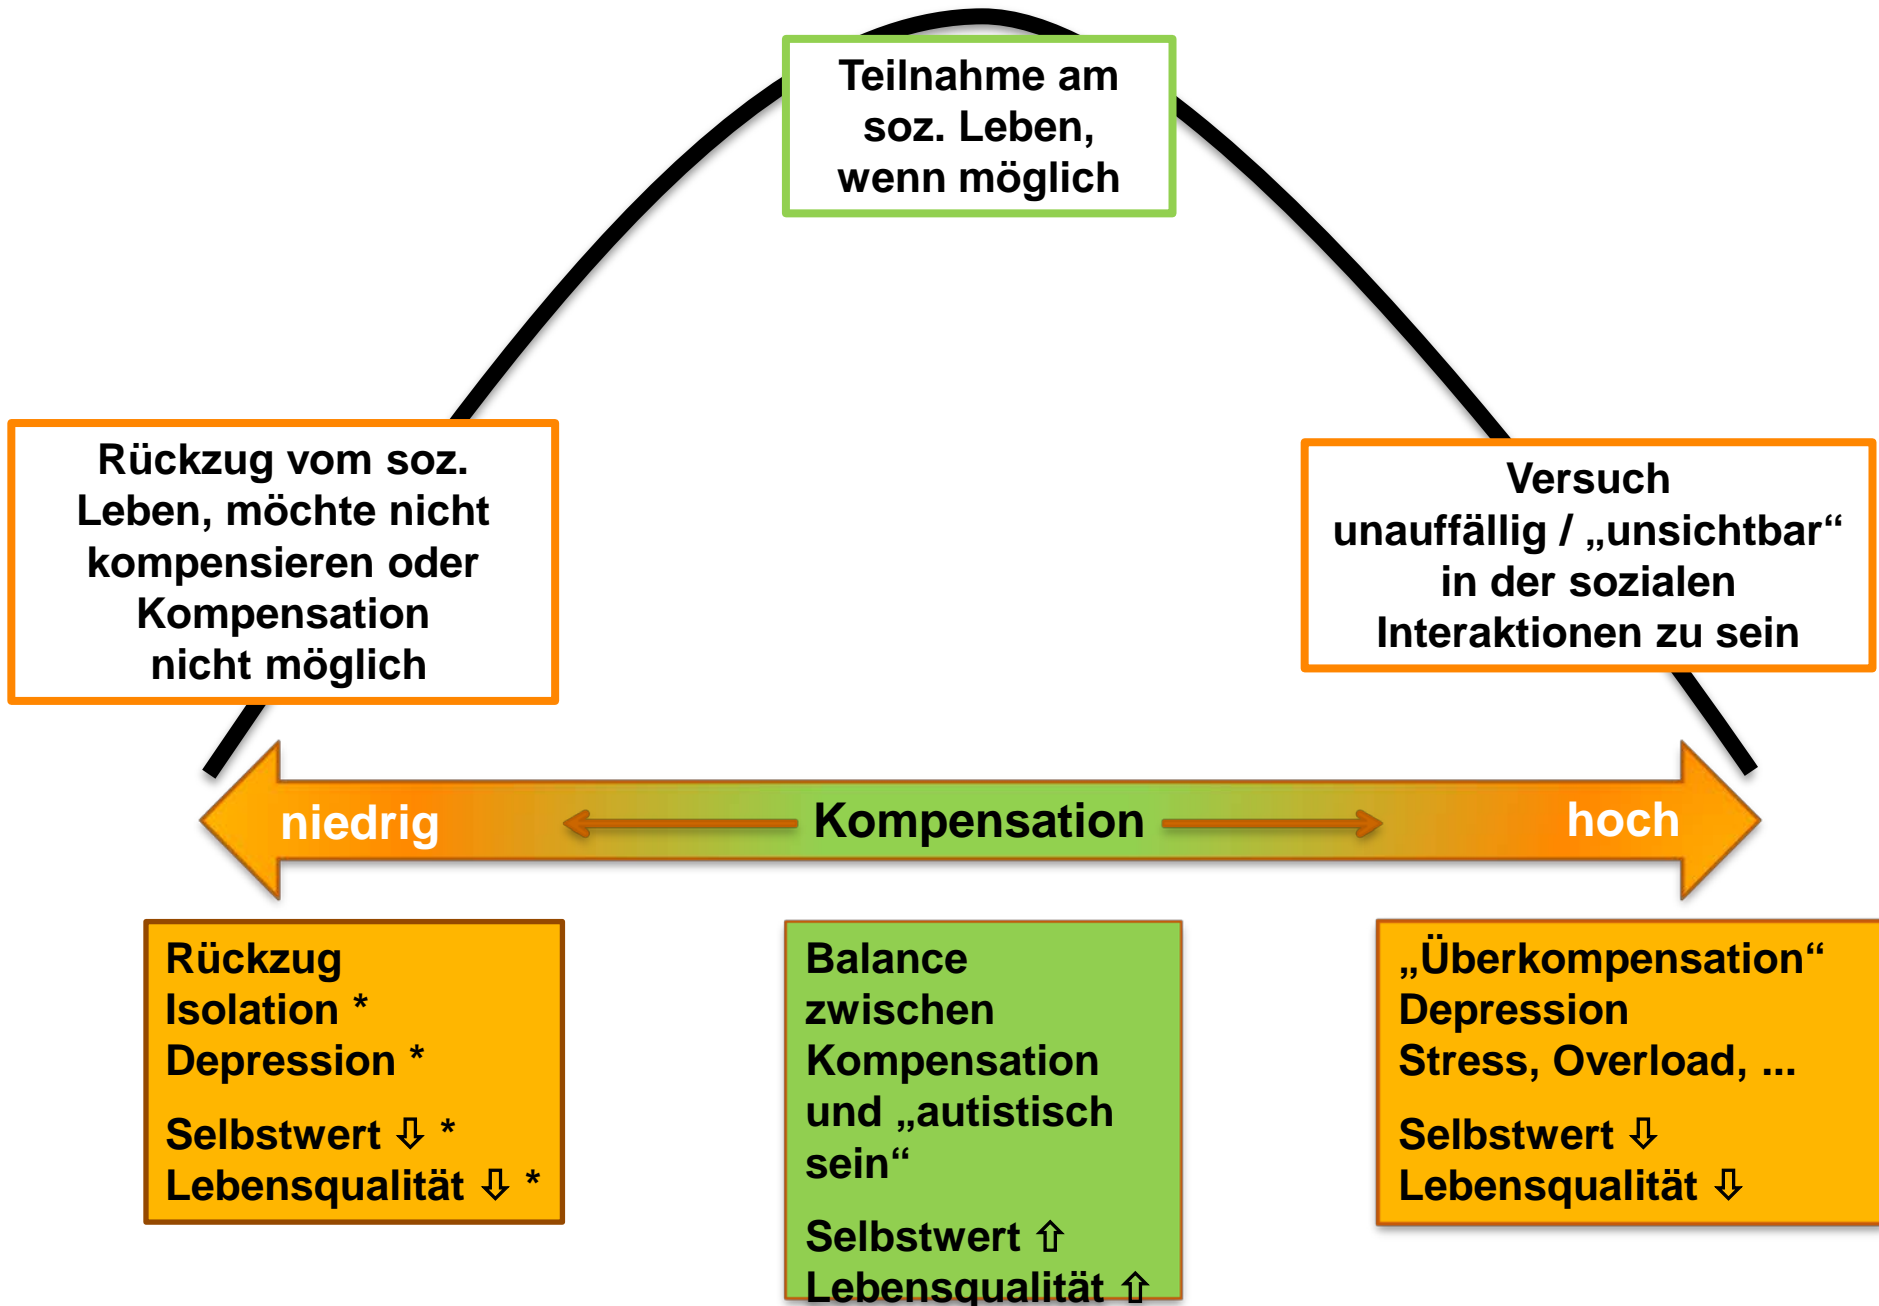 Teilnahme am
soz. Leben,
wenn möglich
Rückzug vom soz.
Leben, möchte nicht
kompensieren oder
Kompensation
nicht möglich
Versuch
unauffällig / „unsichtbar“
in der sozialen
Interaktionen zu sein
niedrig
Kompensation
hoch
Rückzug
Isolation *
Depression *
Selbstwert ⇩ *
Lebensqualität ⇩ *
Balance
zwischen
Kompensation
und „autistisch
sein“
Selbstwert ⇧
Lebensqualität ⇧
„Überkompensation“
Depression
Stress, Overload, ...
Selbstwert ⇩
Lebensqualität ⇩